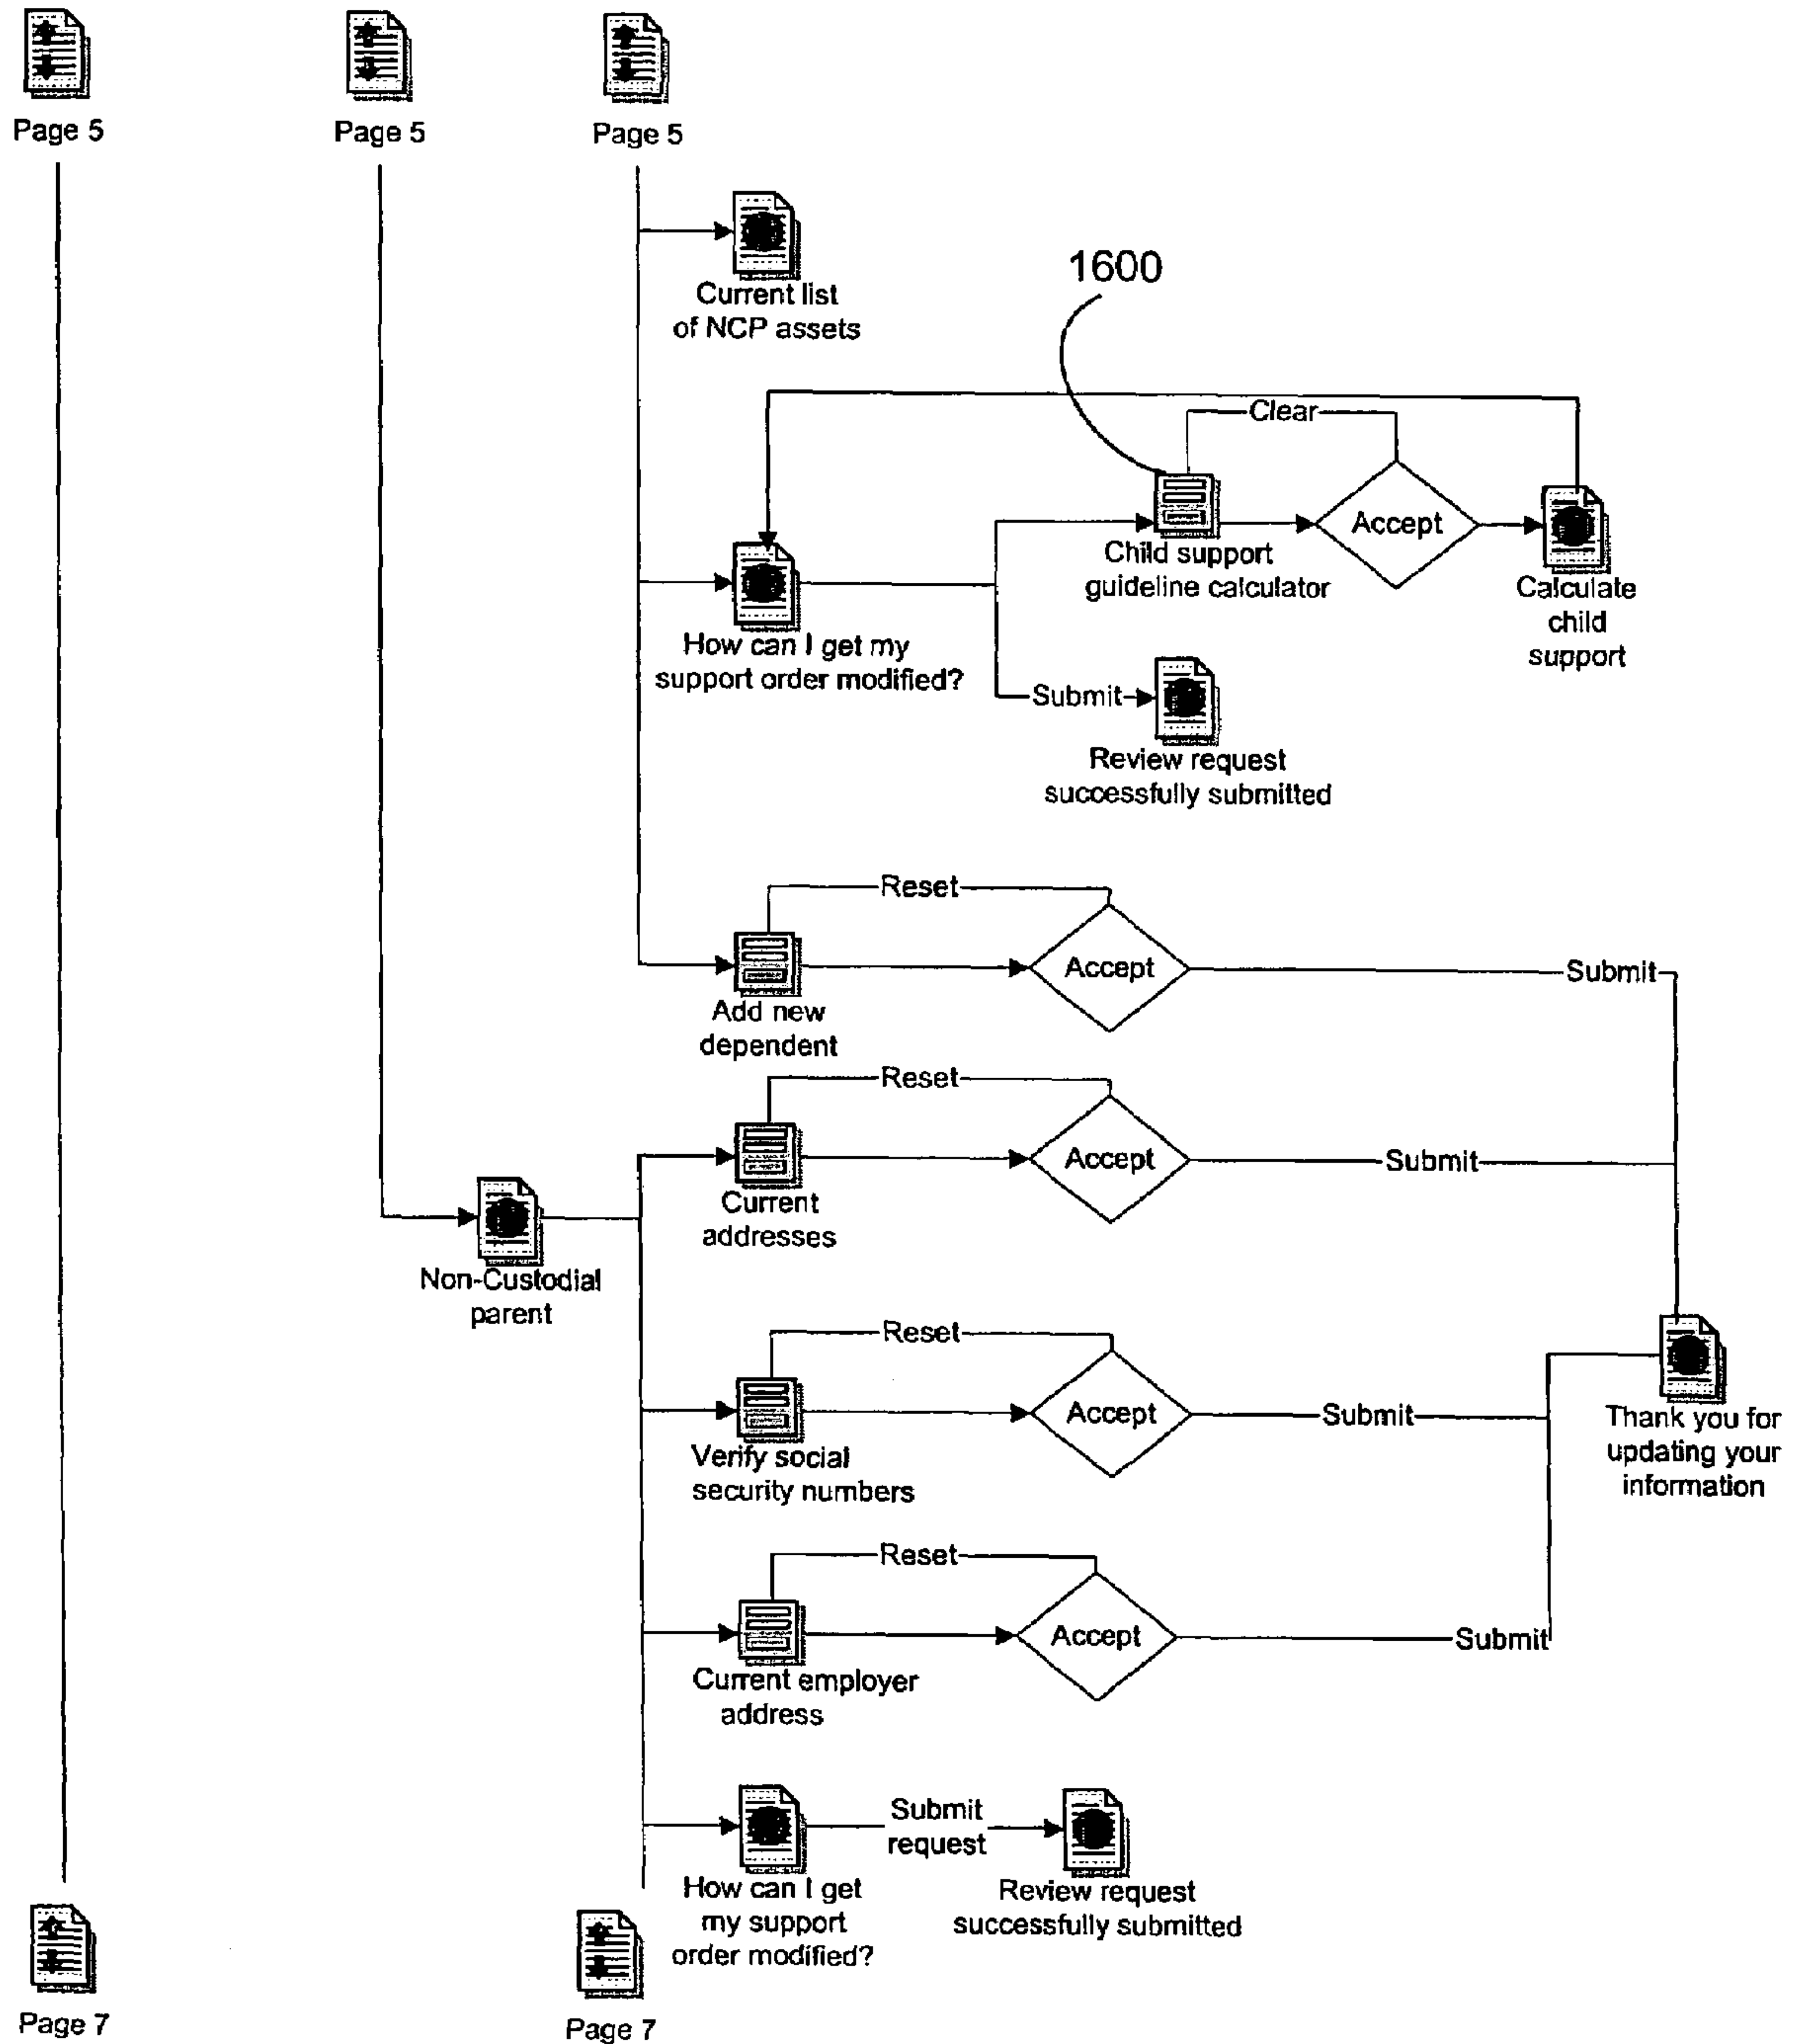 Page 5
Page 5
Page 5
Current list
of NCP assets
1600
Clear
Accept
Child support
guideline calculator
Calculate
child
support
How can I get my
support order modified?
Submit
Review request
successfully submitted
Reset
Accept
Submit
Add new
dependent
Reset
Accept
Submit
Current
addresses
Non-Custodial
parent
Reset
Accept
Submit
Verify social
security numbers
Thank you for
updating your
information
Reset
Accept
Submit
Current employer
address
Submit
request
How can I get
my support
order modified?
Review request
successfully submitted
Page 7
Page 7